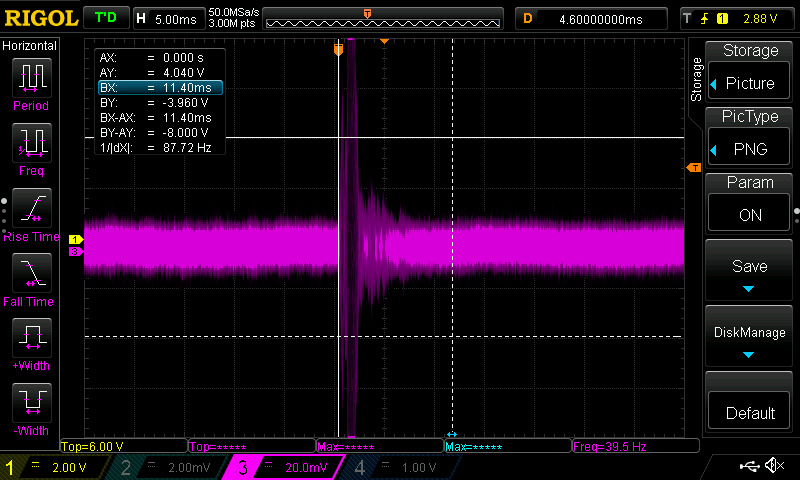 RIGOL T'D H 5.00ms 50.0MSa/s 3.00M pts T D 4.60000000ms T 1 2.88 V
Horizontal
Period
Freq
Rise Time
Fall Time
+Width
-Width
AX: = 0.000 s
AY: = 4.040 V
BX: = 11.40ms
BY: = -3.960 V
BX-AX: = 11.40ms
BY-AY: = -8.000 V
1/|dX|: = 87.72 Hz
T
T
1
3
Storage
Storage
Picture
PicType
PNG
Param
ON
Save
DiskManage
Default
Top=6.00 V Top=***** Max=***** Max=***** Freq=39.5 Hz
1 = 2.00 V 2 = 2.00mV 3 = 20.0mV 4 = 1.00 V